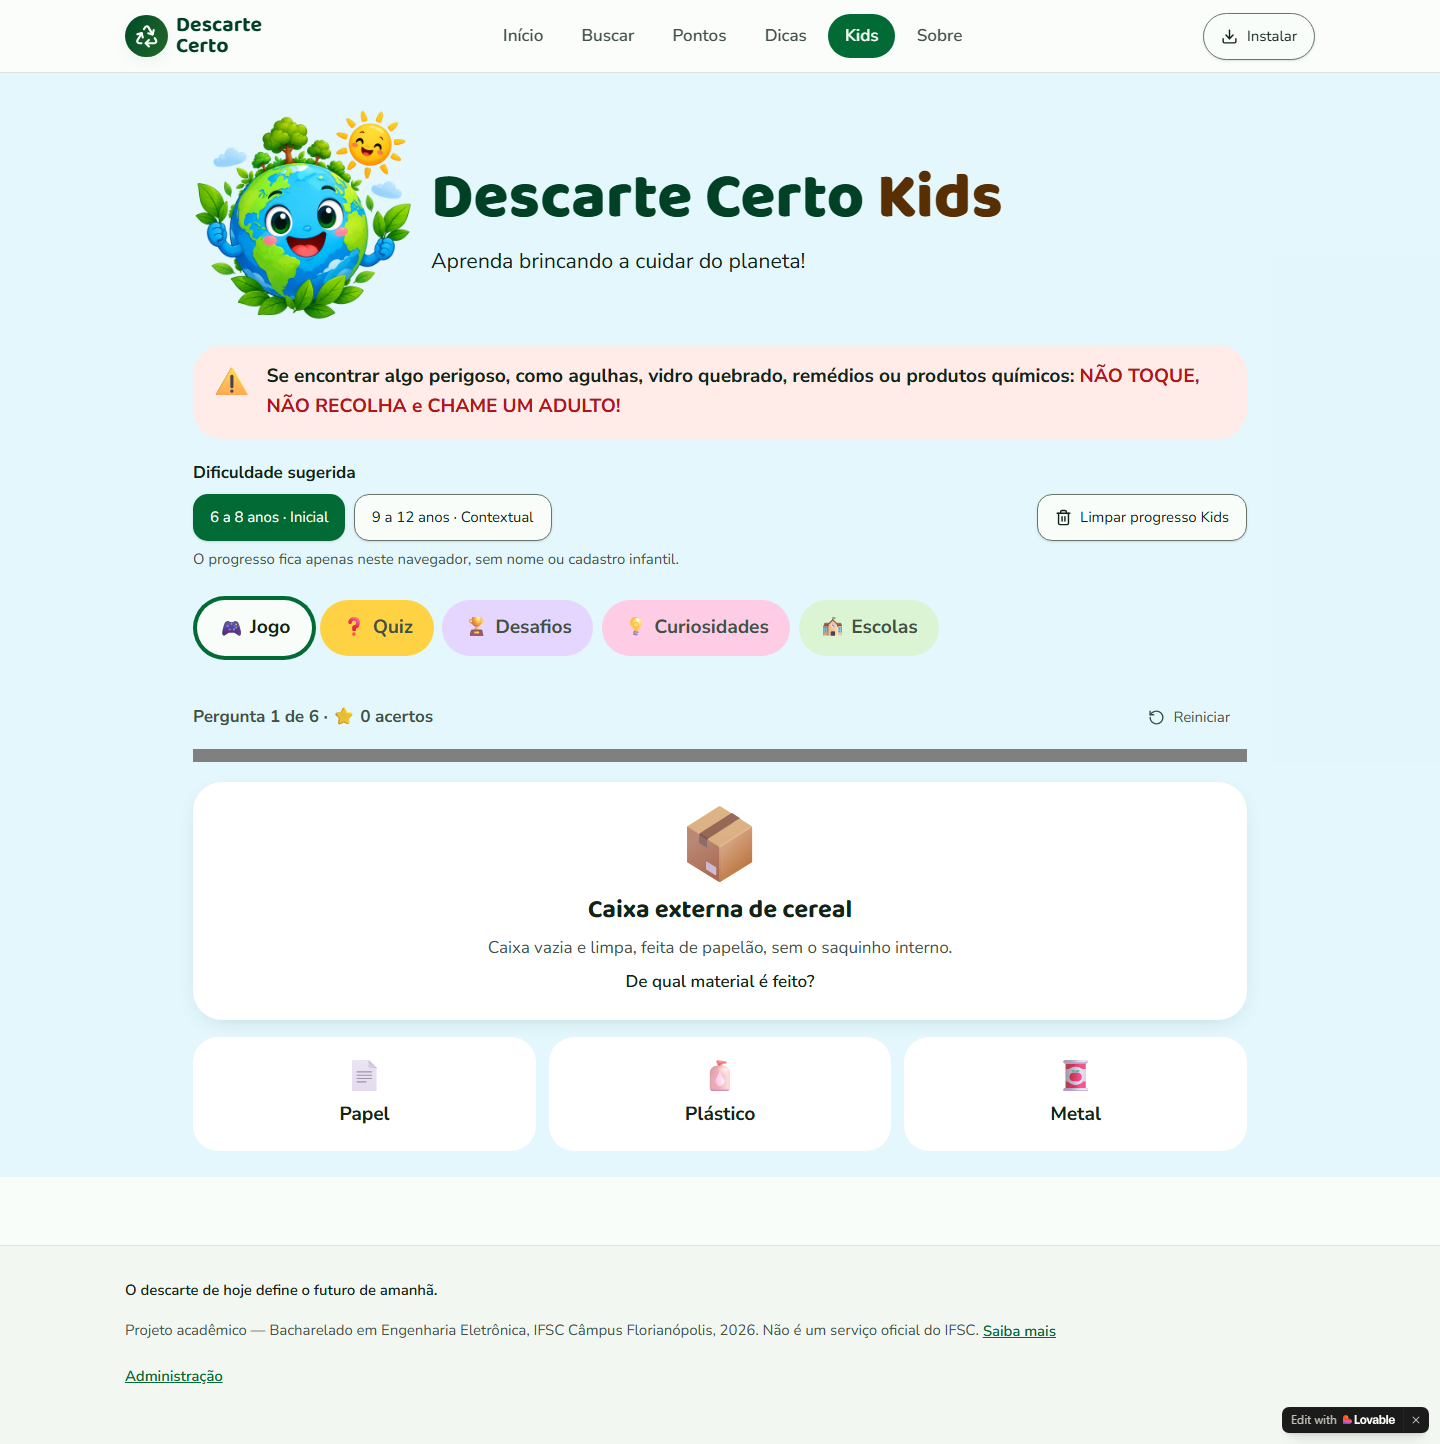 Descarte
Certo
Início
Buscar
Pontos
Dicas
Kids
Sobre
Instalar
Descarte Certo Kids
Aprenda brincando a cuidar do planeta!
Se encontrar algo perigoso, como agulhas, vidro quebrado, remédios ou produtos químicos: NÃO TOQUE,
NÃO RECOLHA e CHAME UM ADULTO!
Dificuldade sugerida
6 a 8 anos · Inicial
9 a 12 anos · Contextual
Limpar progresso Kids
O progresso fica apenas neste navegador, sem nome ou cadastro infantil.
Jogo
Quiz
Desafios
Curiosidades
Escolas
Pergunta 1 de 6 · ⭐ 0 acertos
Reiniciar
Caixa externa de cereal
Caixa vazia e limpa, feita de papelão, sem o saquinho interno.
De qual material é feito?
Papel
Plástico
Metal
O descarte de hoje define o futuro de amanhã.
Projeto acadêmico — Bacharelado em Engenharia Eletrônica, IFSC Câmpus Florianópolis, 2026. Não é um serviço oficial do IFSC. Saiba mais
Administração
Edit with Lovable ×